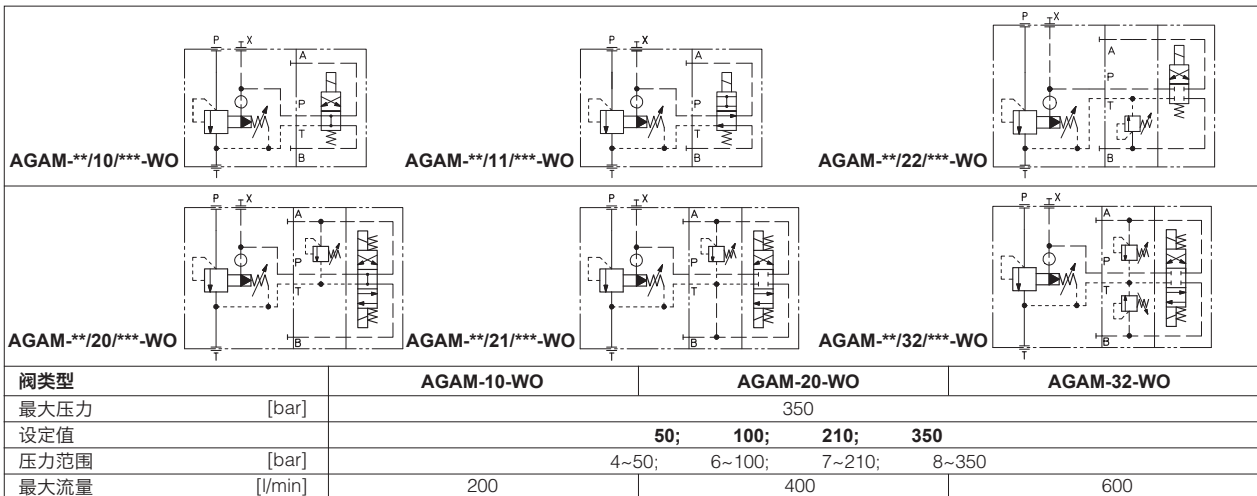 P X A P T B
AGAM-**/10/***-WO
P X A P T B T
AGAM-**/11/***-WO
P X A P T B T
AGAM-**/22/***-WO
P X A P T B T
AGAM-**/20/***-WO
P X A P T B T
AGAM-**/21/***-WO
P X A P T B T
AGAM-**/32/***-WO
阀类型 AGAM-10-WO AGAM-20-WO AGAM-32-WO
最大压力 [bar] 350
设定值 50; 100; 210; 350
压力范围 [bar] 4~50; 6~100; 7~210; 8~350
最大流量 [l/min] 200 400 600